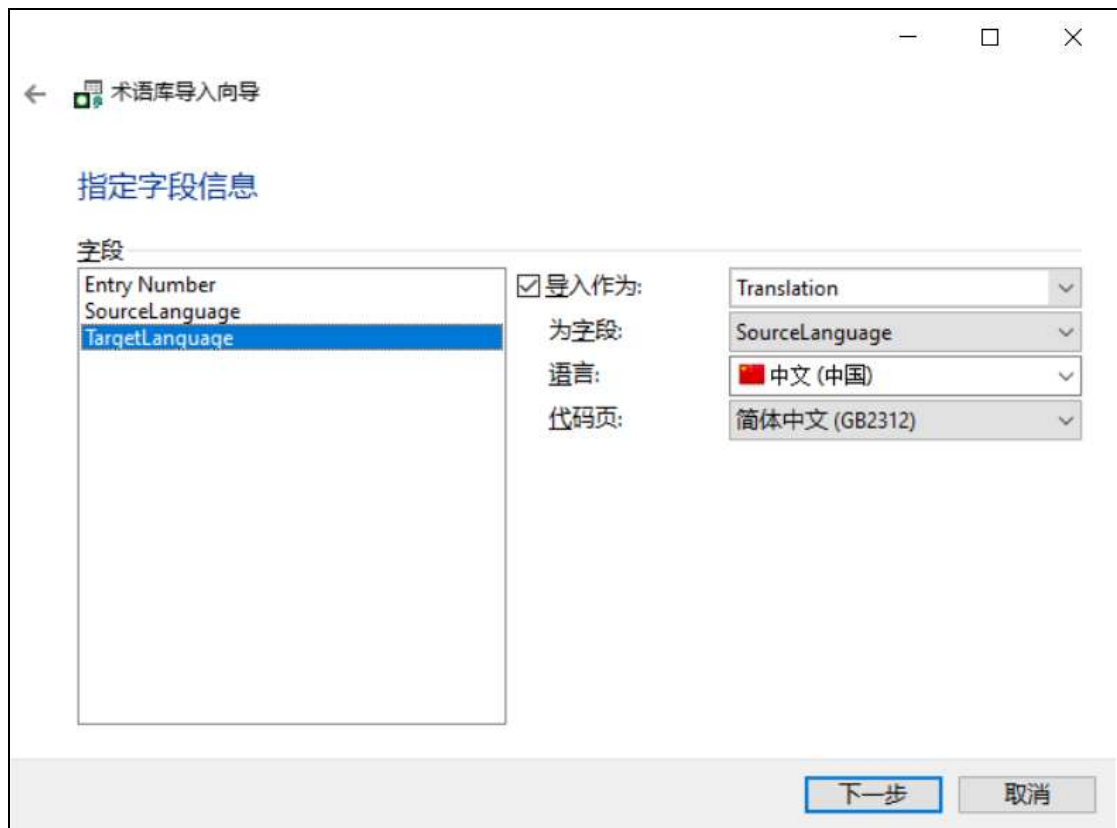 术语库导入向导
指定字段信息
字段
Entry Number
SourceLanguage
TargetLanguage
导入作为: Translation
为字段: SourceLanguage
语言: 中文 (中国)
代码页: 简体中文 (GB2312)
下一步 取消